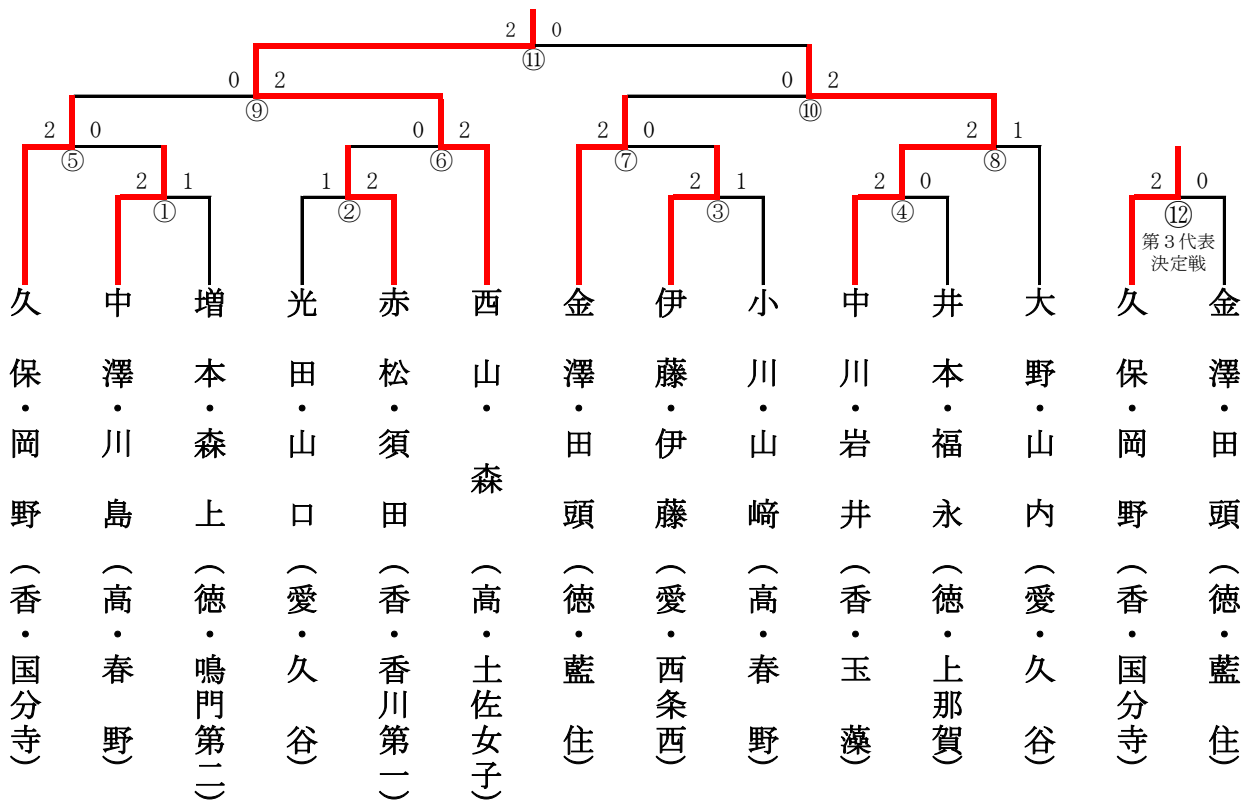 2 0
⑪
0 2 0 2
⑨ ⑩
2 0 0 2 2 0 2 1
⑤ ⑥ ⑦ ⑧
2 1 1 2 2 1 2 0 2 0
① ② ③ ④ ⑫
第3代表
決定戦
久保・岡野(香・国分寺)
中澤・川島(高・春野)
増本・森上(徳・鳴門第二)
光田・山口(愛・久谷)
赤松・須田(香・香川第一)
西山・森(高・土佐女子)
金澤・田頭(徳・藍住)
伊藤・伊藤(愛・西条西)
小川・山﨑(高・春野)
中川・岩井(香・玉藻)
井本・福永(徳・上那賀)
大野・山内(愛・久谷)
久保・岡野(香・国分寺)
金澤・田頭(徳・藍住)